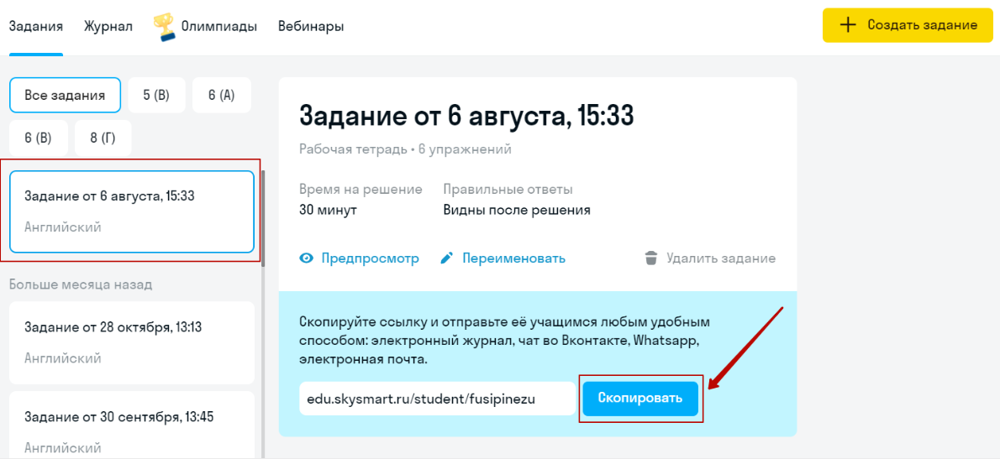 Задания Журнал Олимпиады Вебинары
Создать задание
Все задания 5 (В) 6 (А)
6 (В) 8 (Г)
Задание от 6 августа, 15:33
Английский
Больше месяца назад
Задание от 28 октября, 13:13
Английский
Задание от 30 сентября, 13:45
Английский
Задание от 6 августа, 15:33
Рабочая тетрадь • 6 упражнений
Время на решение Правильные ответы
30 минут Видны после решения
Предпросмотр Переименовать Удалить задание
Скопируйте ссылку и отправьте её учащимся любым удобным
способом: электронный журнал, чат во Вконтакте, Whatsapp,
электронная почта.
edu.skysmart.ru/student/fusipinezu Скопировать